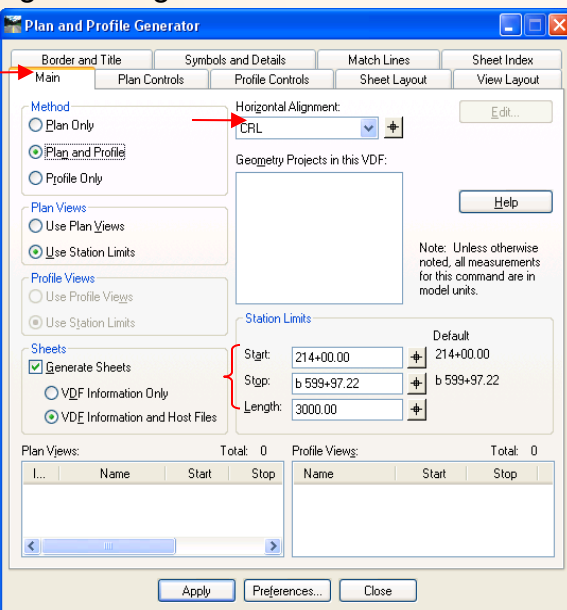 Plan and Profile Generator
Border and Title Symbols and Details Match Lines Sheet Index
Main Plan Controls Profile Controls Sheet Layout View Layout
Method
Plan Only
Plan and Profile
Profile Only
Horizontal Alignment:
CRL
Edit...
Geometry Projects in this VDF:
Help
Plan Views
Use Plan Views
Use Station Limits
Note: Unless otherwise
noted, all measurements
for this command are in
model units.
Profile Views
Use Profile Views
Use Station Limits
Station Limits
Default
Start: 214+00.00 214+00.00
Stop: b 599+97.22 b 599+97.22
Length: 3000.00
Sheets
Generate Sheets
VDF Information Only
VDF Information and Host Files
Plan Views: Total: 0 Profile Views: Total: 0
I... Name Start Stop Name Start Stop
Apply Preferences... Close